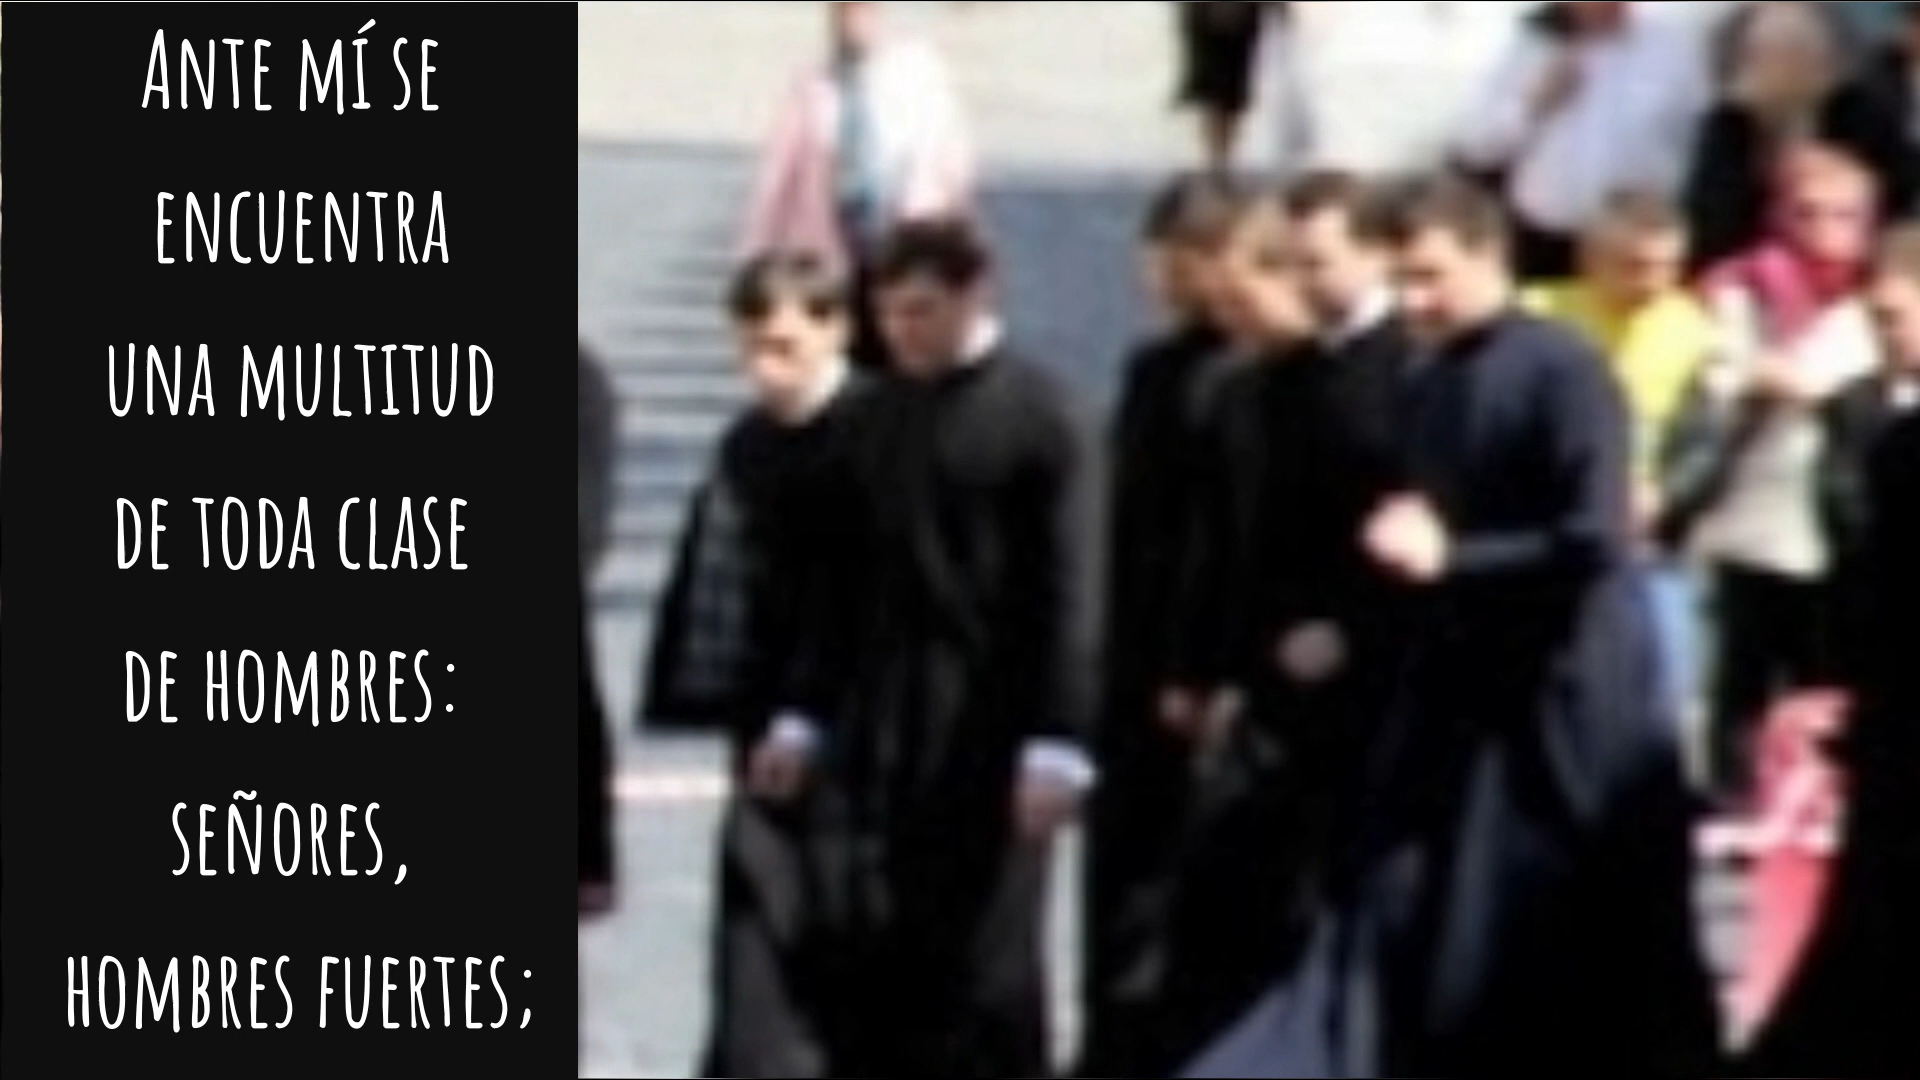 Ante mí se
encuentra
una multitud
de toda clase
de hombres:
señores,
hombres fuertes;